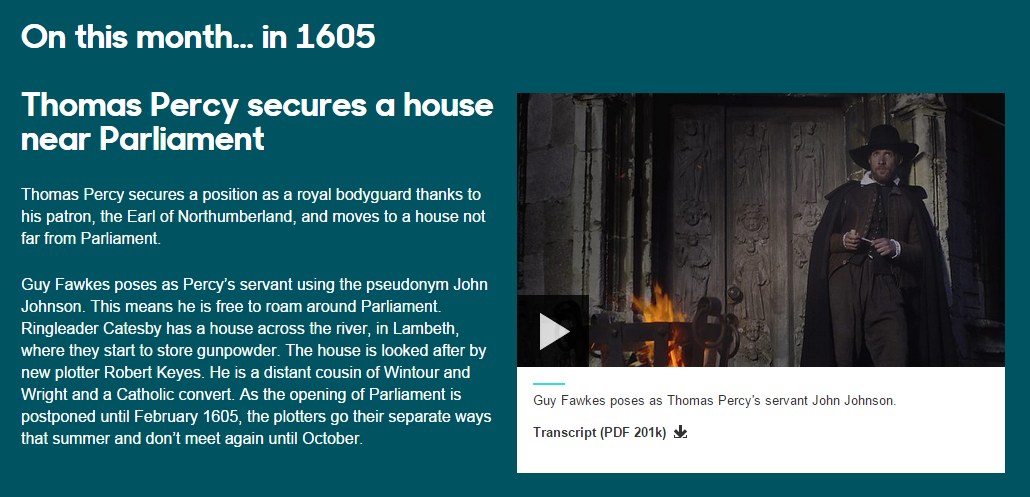 On this month... in 1605
Thomas Percy secures a house
near Parliament
Thomas Percy secures a position as a royal bodyguard thanks to
his patron, the Earl of Northumberland, and moves to a house not
far from Parliament.
Guy Fawkes poses as Percy's servant using the pseudonym John
Johnson. This means he is free to roam around Parliament.
Ringleader Catesby has a house across the river, in Lambeth,
where they start to store gunpowder. The house is looked after by
new plotter Robert Keyes. He is a distant cousin of Wintour and
Wright and a Catholic convert. As the opening of Parliament is
postponed until February 1605, the plotters go their separate ways
that summer and don't meet again until October.
Guy Fawkes poses as Thomas Percy's servant John Johnson.
Transcript (PDF 201k)